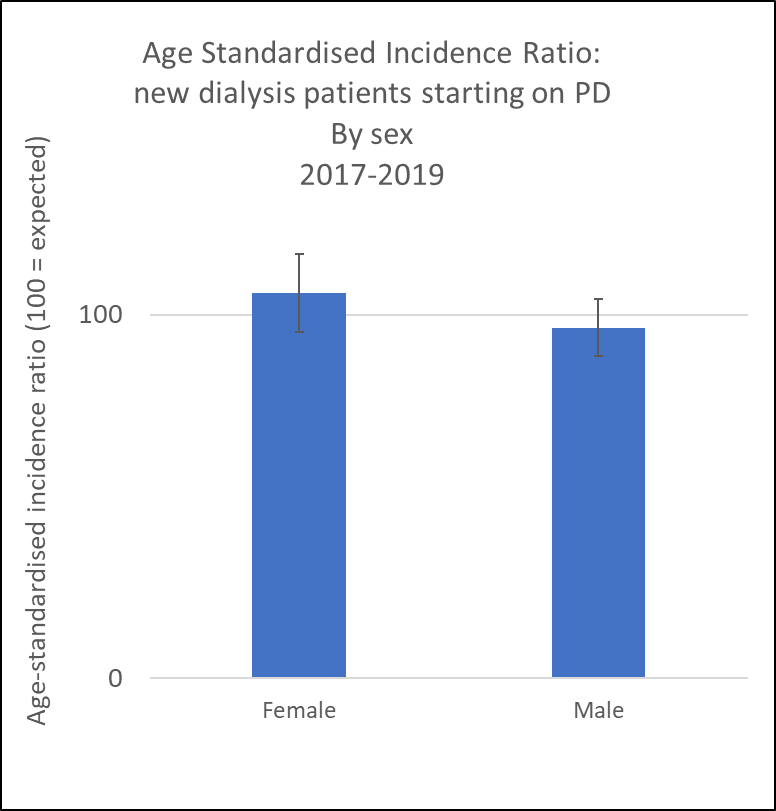 Age Standardised Incidence Ratio:
new dialysis patients starting on PD
By sex
2017-2019
Age-standardised incidence ratio (100 = expected)
100
0
Female
Male